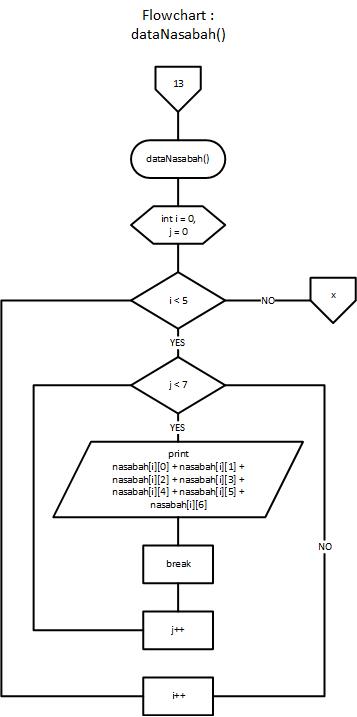 Flowchart :
dataNasabah()
13
dataNasabah()
int i = 0,
j = 0
i < 5
NO
x
YES
j < 7
YES
print
nasabah[i][0] + nasabah[i][1] +
nasabah[i][2] + nasabah[i][3] +
nasabah[i][4] + nasabah[i][5] +
nasabah[i][6]
NO
break
j++
i++